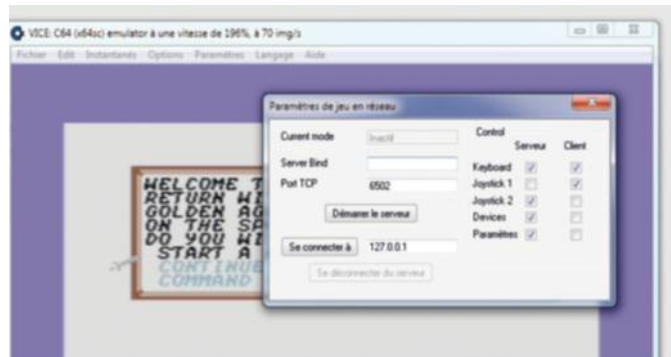 VICE: C64 (x64sc) emulator à une vitesse de 196%, à 70 img/s
Fichier Edit Instantanés Options Paramètres Langage Aide
Paramètres de jeu en réseau
Current mode Inactif
Server Bind
Port TCP 6502
Démarrer le serveur
Se connecter à 127.0.0.1
Se déconnecter du serveur
Control
Serveur Client
Keyboard
Joystick 1
Joystick 2
Devices
Paramètres
WELCOME T
RETURN WI
GOLDEN AG
ON THE SP
DO YOU WI
START A
CONTINUE
COMMAND